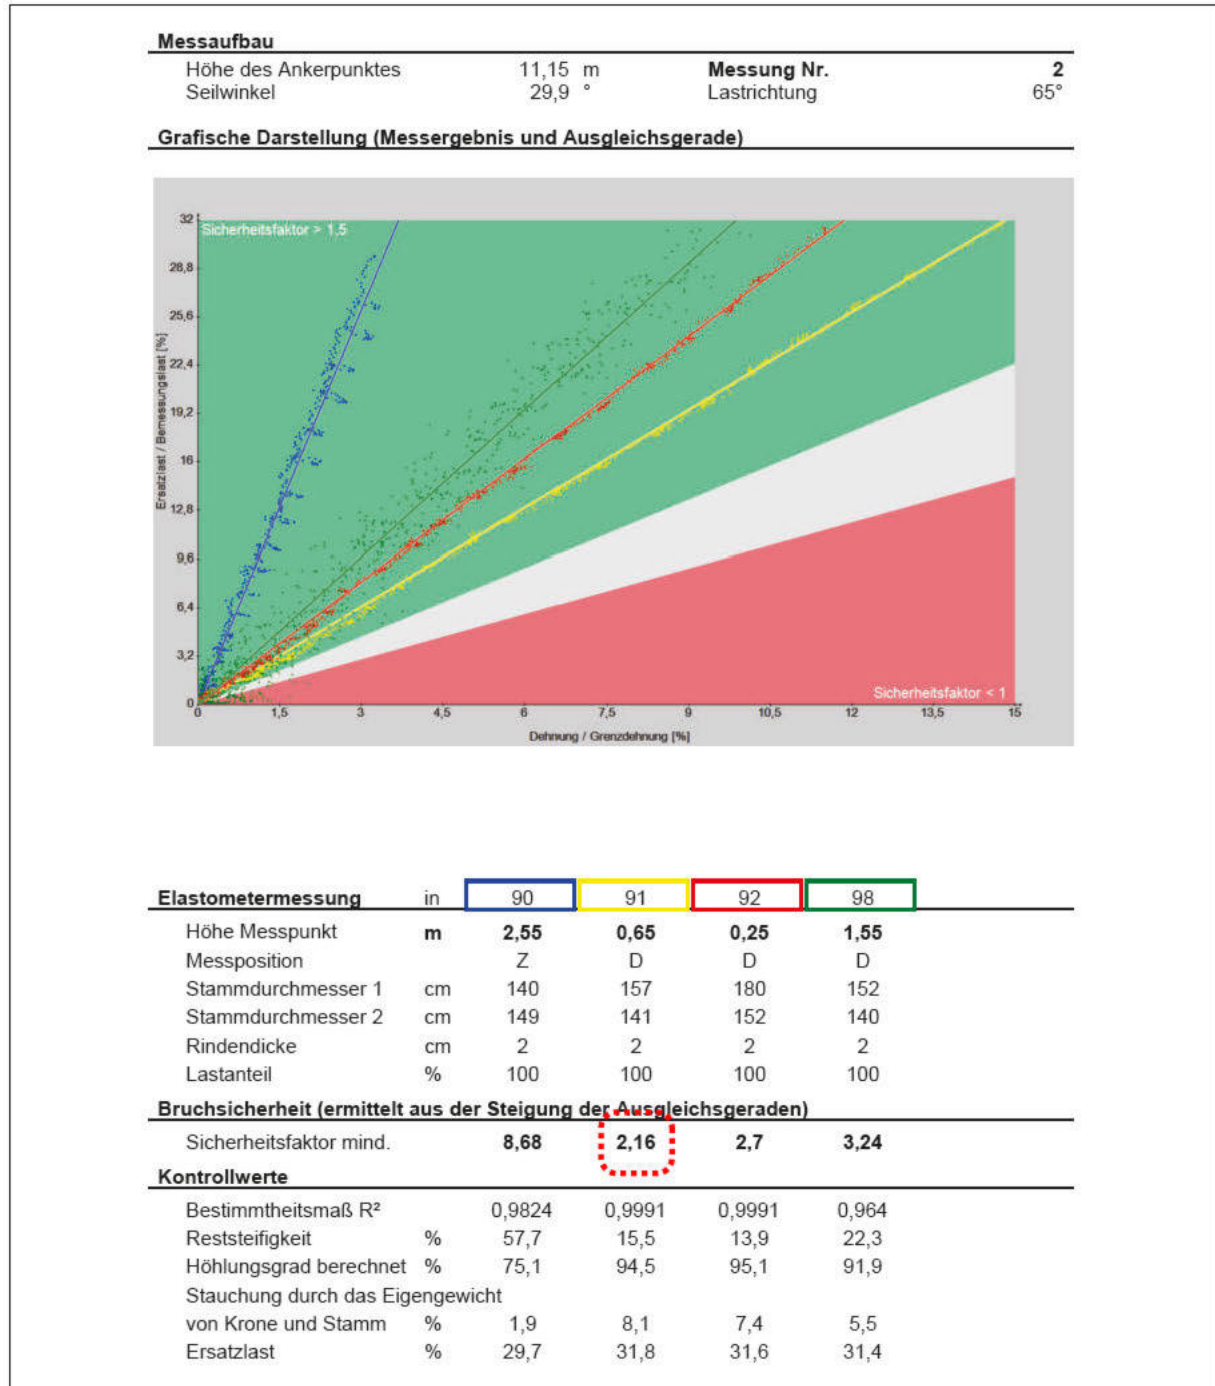 Messaufbau
Höhe des Ankerpunktes 11,15 m Messung Nr. 2
Seilwinkel 29,9 ° Lastrichtung 65°
Grafische Darstellung (Messergebnis und Ausgleichsgerade)
Sicherheitsfaktor > 1,5
Ersatzlast / Bemessungslast [%]
32
28,8
25,6
22,4
19,2
16
12,8
9,6
6,4
3,2
0
Sicherheitsfaktor < 1
0 1,5 3 4,5 6 7,5 9 10,5 12 13,5 15
Dehnung / Grenzdehnung [%]
Elastometermessung in 90 91 92 98
Höhe Messpunkt m 2,55 0,65 0,25 1,55
Messposition Z D D D
Stammdurchmesser 1 cm 140 157 180 152
Stammdurchmesser 2 cm 149 141 152 140
Rindendicke cm 2 2 2 2
Lastanteil % 100 100 100 100
Bruchsicherheit (ermittelt aus der Steigung der Ausgleichsgeraden)
Sicherheitsfaktor mind. 8,68 2,16 2,7 3,24
Kontrollwerte
Bestimmtheitsmaß R² 0,9824 0,9991 0,9991 0,964
Reststeifigkeit % 57,7 15,5 13,9 22,3
Höhlungsgrad berechnet % 75,1 94,5 95,1 91,9
Stauchung durch das Eigengewicht
von Krone und Stamm % 1,9 8,1 7,4 5,5
Ersatzlast % 29,7 31,8 31,6 31,4